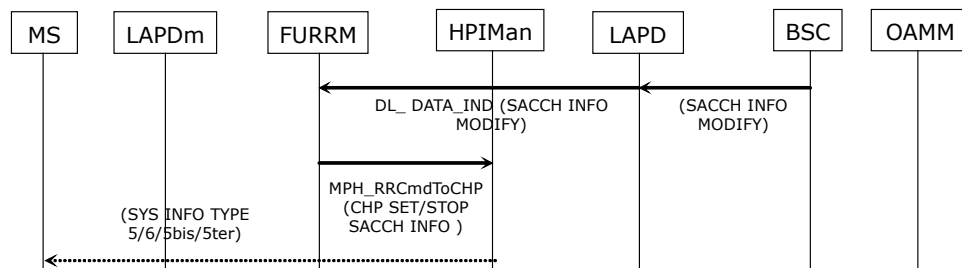 MS
LAPDm
FURRM
HPIMan
LAPD
BSC
OAMM
DL_ DATA_IND (SACCH INFO
MODIFY)
(SACCH INFO
MODIFY)
MPH_RRCmdToCHP
(CHP SET/STOP
SACCH INFO )
(SYS INFO TYPE
5/6/5bis/5ter)